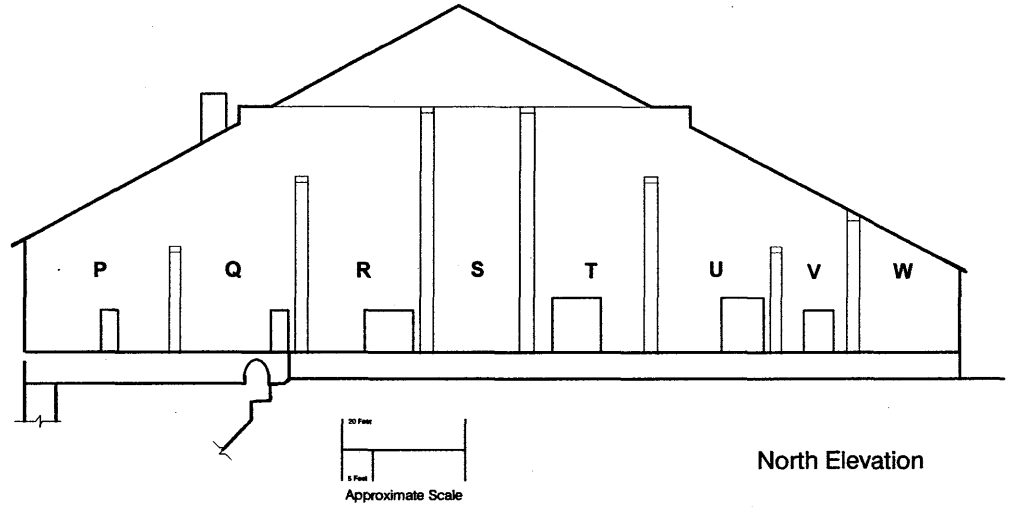 P Q R S T U V W
20 Feet
5 Feet
Approximate Scale
North Elevation